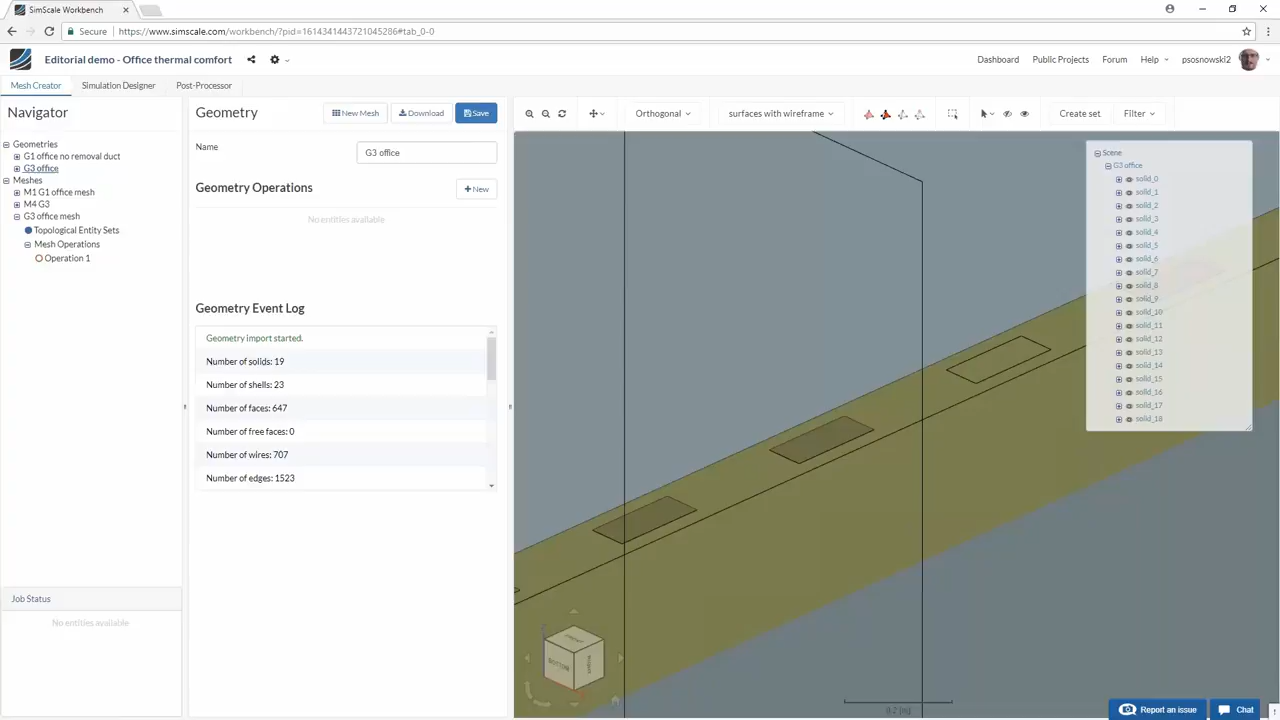 SimScale Workbench
Secure
https://www.simscale.com/workbench/?pid=1614341443721045286#tab_0-0
Editorial demo - Office thermal comfort
Dashboard
Public Projects
Forum
Help
psosnowski2
Mesh Creator
Simulation Designer
Post-Processor
Navigator
Geometries
G1 office no removal duct
G3 office
Meshes
M1 G1 office mesh
M4 G3
G3 office mesh
Topological Entity Sets
Mesh Operations
Operation 1
Job Status
No entities available
Geometry
New Mesh
Download
Save
Name
G3 office
Geometry Operations
New
No entities available
Geometry Event Log
Geometry import started.
Number of solids: 19
Number of shells: 23
Number of faces: 647
Number of free faces: 0
Number of wires: 707
Number of edges: 1523
Orthogonal
surfaces with wireframe
Create set
Filter
Scene
G3 office
solid_0
solid_1
solid_2
solid_3
solid_4
solid_5
solid_6
solid_7
solid_8
solid_9
solid_10
solid_11
solid_12
solid_13
solid_14
solid_15
solid_16
solid_17
solid_18
BOTTOM
Report an issue
Chat